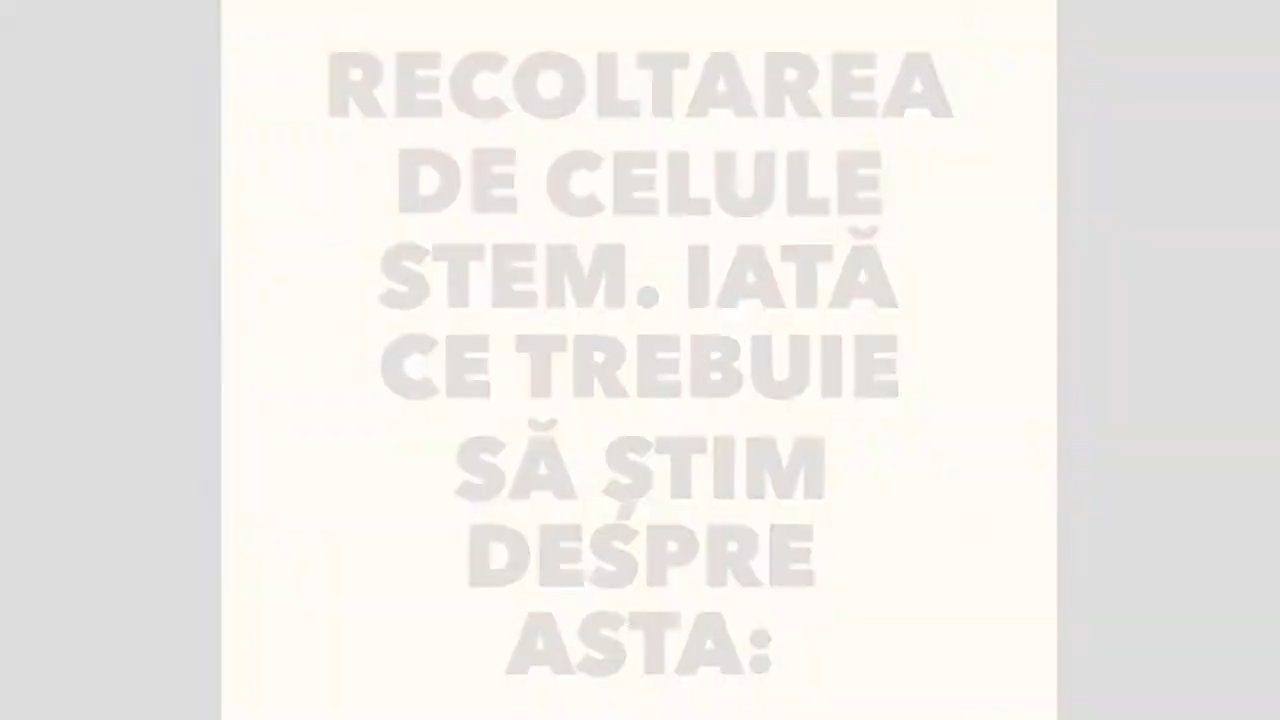 RECOLTAREA
DE CELULE
STEM. IATĂ
CE TREBUIE
SĂ ȘTIM
DESPRE
ASTA: